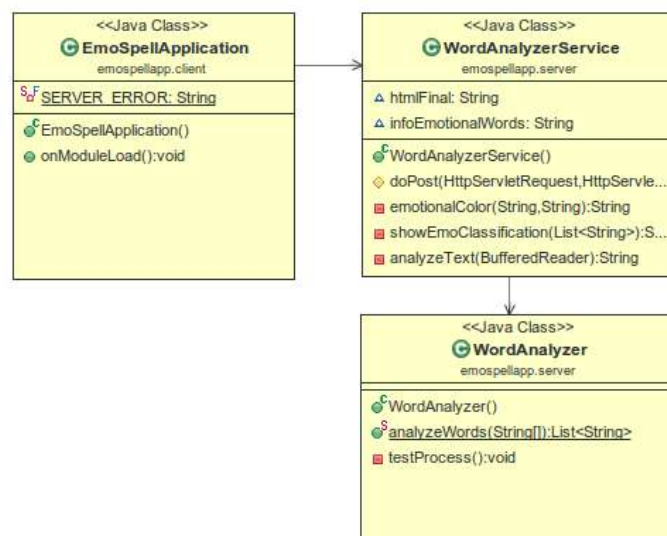 <<Java Class>>
EmoSpellApplication
emospellapp.client
SERVER_ERROR: String
EmoSpellApplication()
onModuleLoad():void
<<Java Class>>
WordAnalyzerService
emospellapp.server
htmlFinal: String
infoEmotionalWords: String
WordAnalyzerService()
doPost(HttpServletRequest,HttpServle...
emotionalColor(String,String):String
showEmoClassification(List<String>):S...
analyzeText(BufferedReader):String
<<Java Class>>
WordAnalyzer
emospellapp.server
WordAnalyzer()
analyzeWords(String[]):List<String>
testProcess():void